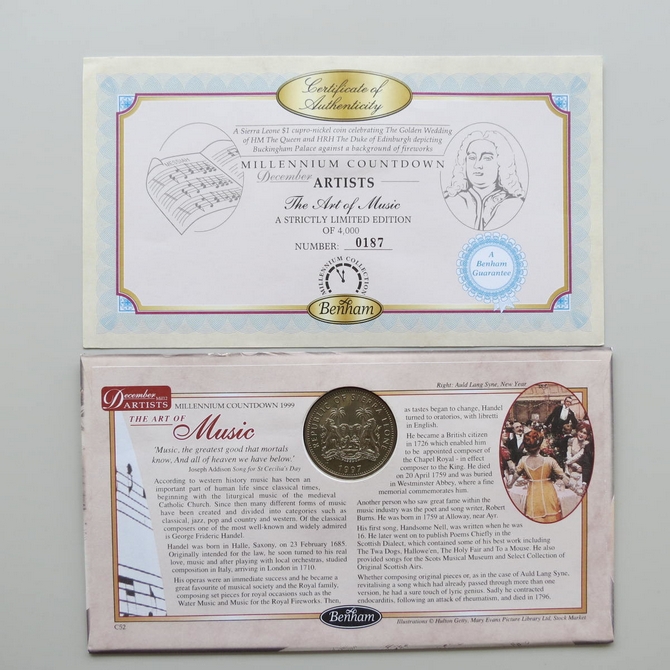 Certificate of
Authenticity
A Sierra Leone $1 cupro-nickel coin celebrating The Golden Wedding
of HM The Queen and HRH The Duke of Edinburgh depicting
Buckingham Palace against a background of fireworks
MILLENNIUM COUNTDOWN
December
ARTISTS
The Art of Music
A STRICTLY LIMITED EDITION
OF 4,000
NUMBER: 0187
MILLENNIUM COLLECTION
Benham
A
Benham
Guarantee
December
ARTISTS
MILLENNIUM COUNTDOWN 1999
THE ART OF
Music
'Music, the greatest good that mortals
know, And all of heaven we have below.'
Joseph Addison Song for St Cecilia's Day
According to western history music has been an
important part of human life since classical times,
beginning with the liturgical music of the medieval
Catholic Church. Since then many different forms of music
have been created and divided into categories such as
classical, jazz, pop and country and western. Of the classical
composers one of the most well-known and widely admired
is George Frideric Handel.
Handel was born in Halle, Saxony, on 23 February 1685.
Originally intended for the law, he soon turned to his real
love, music and after playing with local orchestras, studied
composition in Italy, arriving in London in 1710.
His operas were an immediate success and he became a
great favourite of musical society and the Royal family,
composing set pieces for royal occasions such as the
Water Music and Music for the Royal Fireworks. Then,
C52
REPUBLIC OF SIERRA LEONE
1997
Right: Auld Lang Syne, New Year
as tastes began to change, Handel
turned to oratorios, with libretti
in English.
He became a British citizen
in 1726 which enabled him
to be appointed composer of
the Chapel Royal - in effect
composer to the King. He died
on 20 April 1759 and was buried
in Westminster Abbey, where a fine
memorial commemorates him.
Another person who saw great fame within the
music industry was the poet and song writer, Robert
Burns. He was born in 1759 at Alloway, near Ayr.
His first song, Handsome Nell, was written when he was
16. He later went on to publish Poems Chiefly in the
Scottish Dialect, which contained some of his best work including
The Twa Dogs, Hallowe'en, The Holy Fair and To a Mouse. He also
provided songs for the Scots Musical Museum and Select Collection of
Original Scottish Airs.
Whether composing original pieces or, as in the case of Auld Lang Syne,
revitalising a song which had already passed through more than one
version, he had a sure touch of lyric genius. Sadly he contracted
endocarditis, following an attack of rheumatism, and died in 1796.
Benham
Illustrations © Hulton Getty, Mary Evans Picture Library Ltd, Stock Market